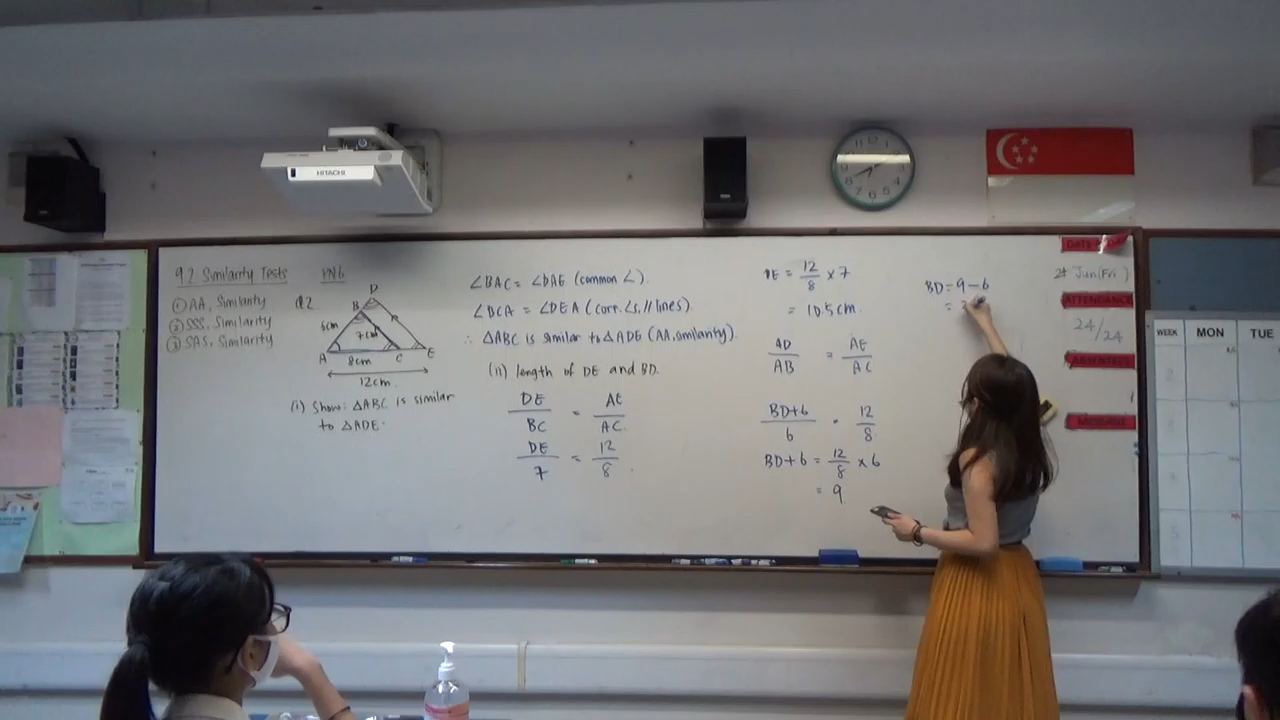 HITACHI
9.2 Similarity Tests PN6
① AA, Similarity
② SSS, Similarity
③ SAS, Similarity
Q2
D
B
6cm
7cm
A
C
E
8cm
12cm.
(i) Show: △ABC is similar
to △ADE.
∠BAC = ∠DAE (common ∠).
∠DCA = ∠DEA (corr. ∠s, // lines).
∴ △ABC is similar to △ADE (AA, similarity).
(ii) length of DE and BD.
DE/BC = AE/AC.
DE/7 = 12/8.
DE = 12/8 × 7
= 10.5cm.
AD/AB = AE/AC
BD+6/6 = 12/8.
BD+6 = 12/8 × 6
= 9
BD = 9 - 6
=
Jun (Fri)
ATTENDANCE
24/24
WEEK MON TUE